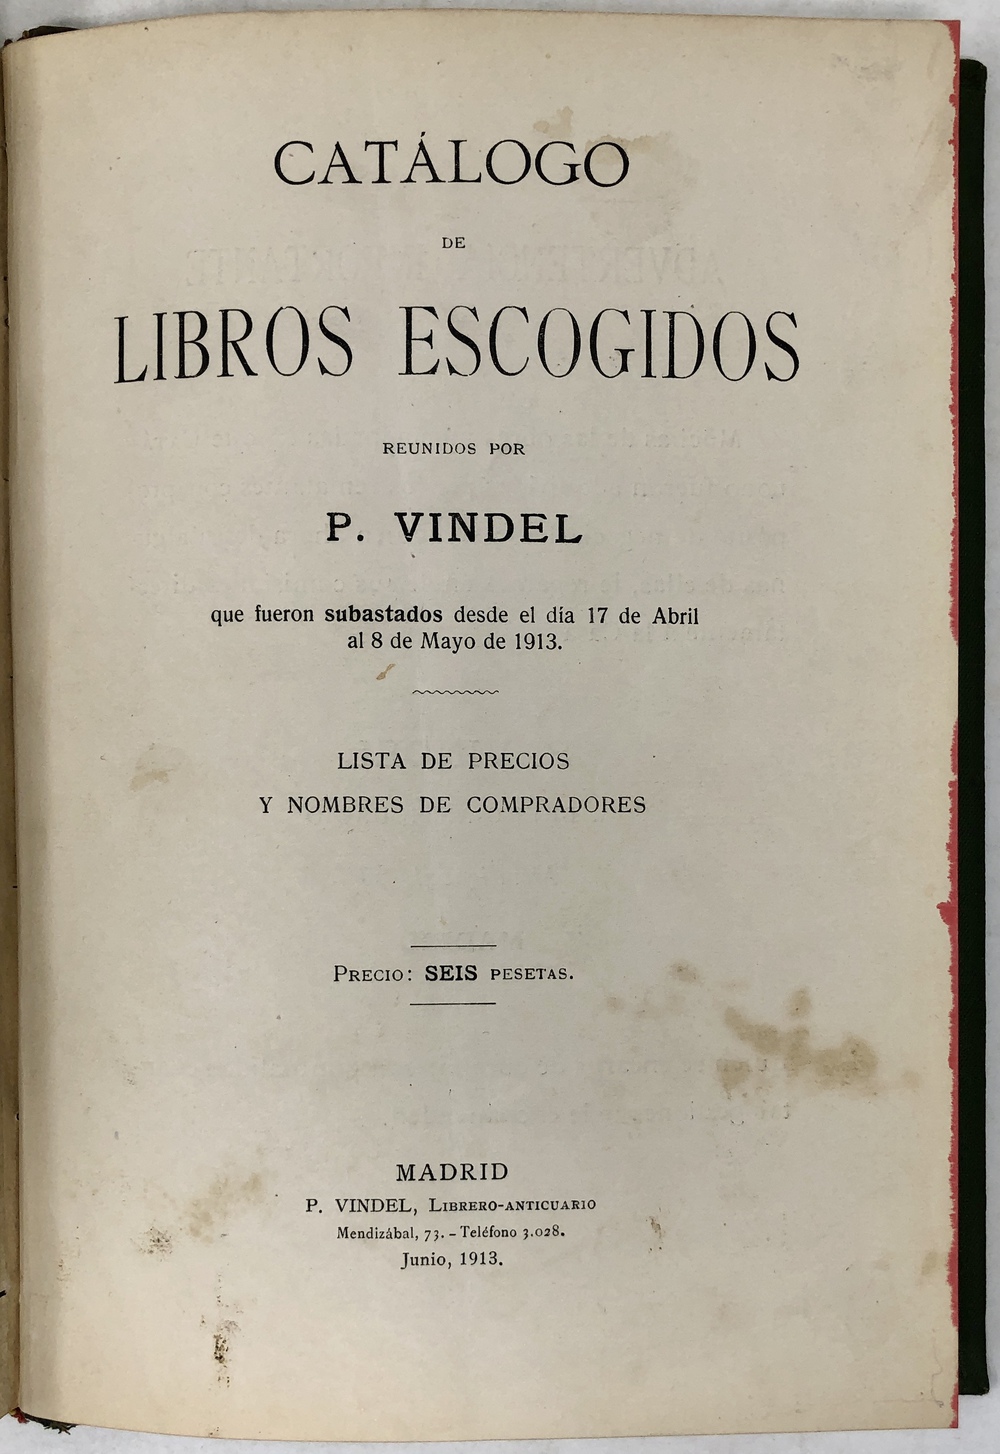 CATÁLOGO
DE
LIBROS ESCOGIDOS
REUNIDOS POR
P. VINDEL
que fueron subastados desde el día 17 de Abril
al 8 de Mayo de 1913.
LISTA DE PRECIOS
Y NOMBRES DE COMPRADORES
PRECIO: SEIS PESETAS.
MADRID
P. VINDEL, LIBRERO-ANTICUARIO
Mendizábal, 73. - Teléfono 3.028.
Junio, 1913.